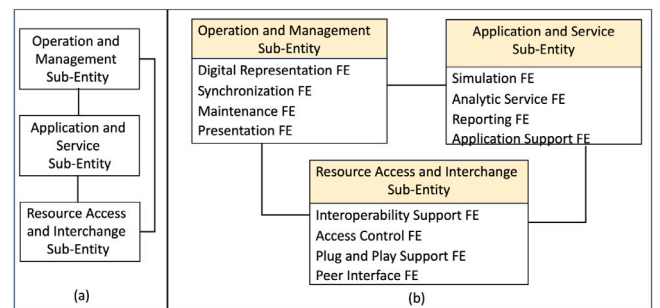 Operation and
Management
Sub-Entity
Application and
Service
Sub-Entity
Resource Access
and Interchange
Sub-Entity
(a)
Operation and Management
Sub-Entity
Digital Representation FE
Synchronization FE
Maintenance FE
Presentation FE
Application and Service
Sub-Entity
Simulation FE
Analytic Service FE
Reporting FE
Application Support FE
Resource Access and Interchange
Sub-Entity
Interoperability Support FE
Access Control FE
Plug and Play Support FE
Peer Interface FE
(b)